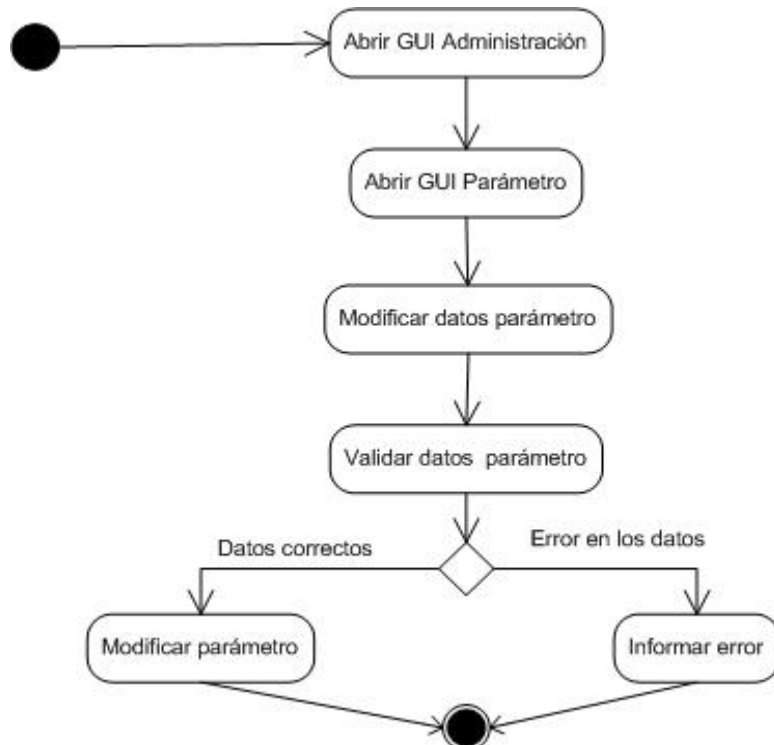 Abrir GUI Administración
Abrir GUI Parámetro
Modificar datos parámetro
Validar datos parámetro
Datos correctos
Error en los datos
Modificar parámetro
Informar error